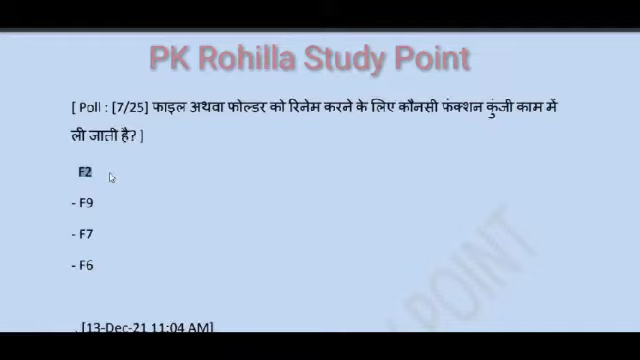 PK Rohilla Study Point
[ Poll : [7/25] फाइल अथवा फोल्डर को रिनेम करने के लिए कौनसी फंक्शन कुंजी काम में
ली जाती है? ]
F2
- F9
- F7
- F6
POINT
. [13-Dec-21 11:04 AM]